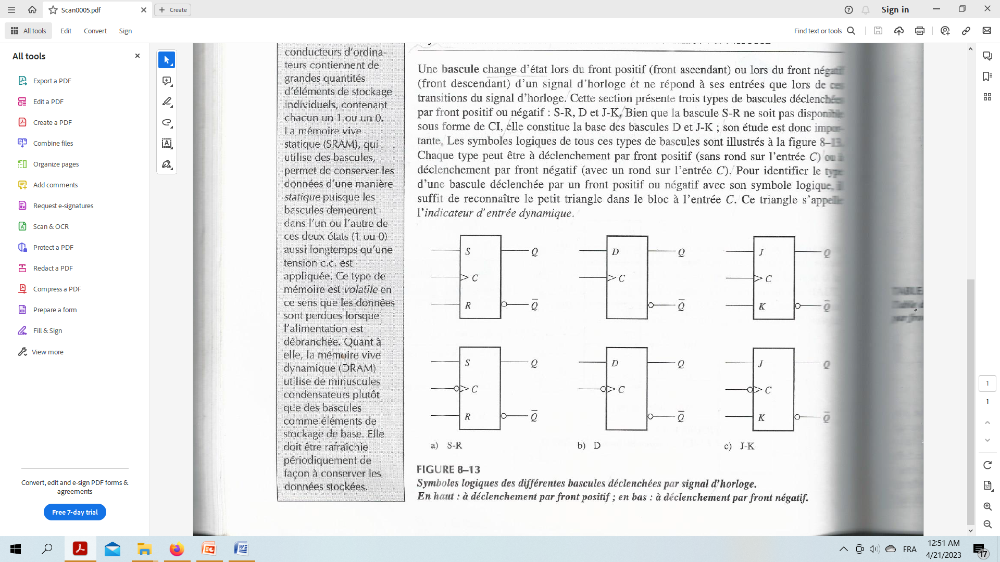 Scan0005.pdf
Create
Sign in
All tools
Edit
Convert
Sign
Find text or tools
All tools
Export a PDF
Edit a PDF
Create a PDF
Combine files
Organize pages
Add comments
Request e-signatures
Scan & OCR
Protect a PDF
Redact a PDF
Compress a PDF
Prepare a form
Fill & Sign
View more
Convert, edit and e-sign PDF forms &
agreements
Free 7-day trial
conducteurs d'ordina-
teurs contiennent de
grandes quantités
d'éléments de stockage
individuels, contenant
chacun un 1 ou un 0.
La mémoire vive
statique (SRAM), qui
utilise des bascules,
permet de conserver les
données d'une manière
statique puisque les
bascules demeurent
dans l'un ou l'autre de
ces deux états (1 ou 0)
aussi longtemps qu'une
tension c.c. est
appliquée. Ce type de
mémoire est volatile en
ce sens que les données
sont perdues lorsque
l'alimentation est
débranchée. Quant à
elle, la mémoire vive
dynamique (DRAM)
utilise de minuscules
condensateurs plutôt
que des bascules
comme éléments de
stockage de base. Elle
doit être rafraîchie
périodiquement de
façon à conserver les
données stockées.
Une bascule change d'état lors du front positif (front ascendant) ou lors du front négatif
(front descendant) d'un signal d'horloge et ne répond à ses entrées que lors de ces
transitions du signal d'horloge. Cette section présente trois types de bascules déclenchées
par front positif ou négatif : S-R, D et J-K. Bien que la bascule S-R ne soit pas disponible
sous forme de CI, elle constitue la base des bascules D et J-K ; son étude est donc impor-
tante. Les symboles logiques de tous ces types de bascules sont illustrés à la figure 8–13.
Chaque type peut être à déclenchement par front positif (sans rond sur l'entrée C) ou à
déclenchement par front négatif (avec un rond sur l'entrée C). Pour identifier le type
d'une bascule déclenchée par un front positif ou négatif avec son symbole logique, il
suffit de reconnaître le petit triangle dans le bloc à l'entrée C. Ce triangle s'appelle
l'indicateur d'entrée dynamique.
S Q D Q J Q
C C C
R Q̅ Q̅ K Q̅
S Q D Q J Q
C C C
R Q̅ Q̅ K Q̅
a) S-R b) D c) J-K
FIGURE 8–13
Symboles logiques des différentes bascules déclenchées par signal d'horloge.
En haut : à déclenchement par front positif ; en bas : à déclenchement par front négatif.
TABLE
1
1
FRA
12:51 AM
4/21/2023
17